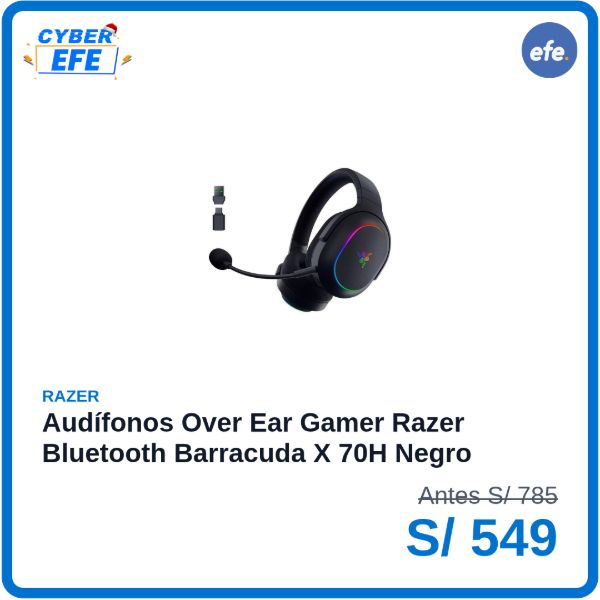 CYBER
EFE
efe.
RAZER
Audífonos Over Ear Gamer Razer
Bluetooth Barracuda X 70H Negro
Antes S/ 785
S/ 549